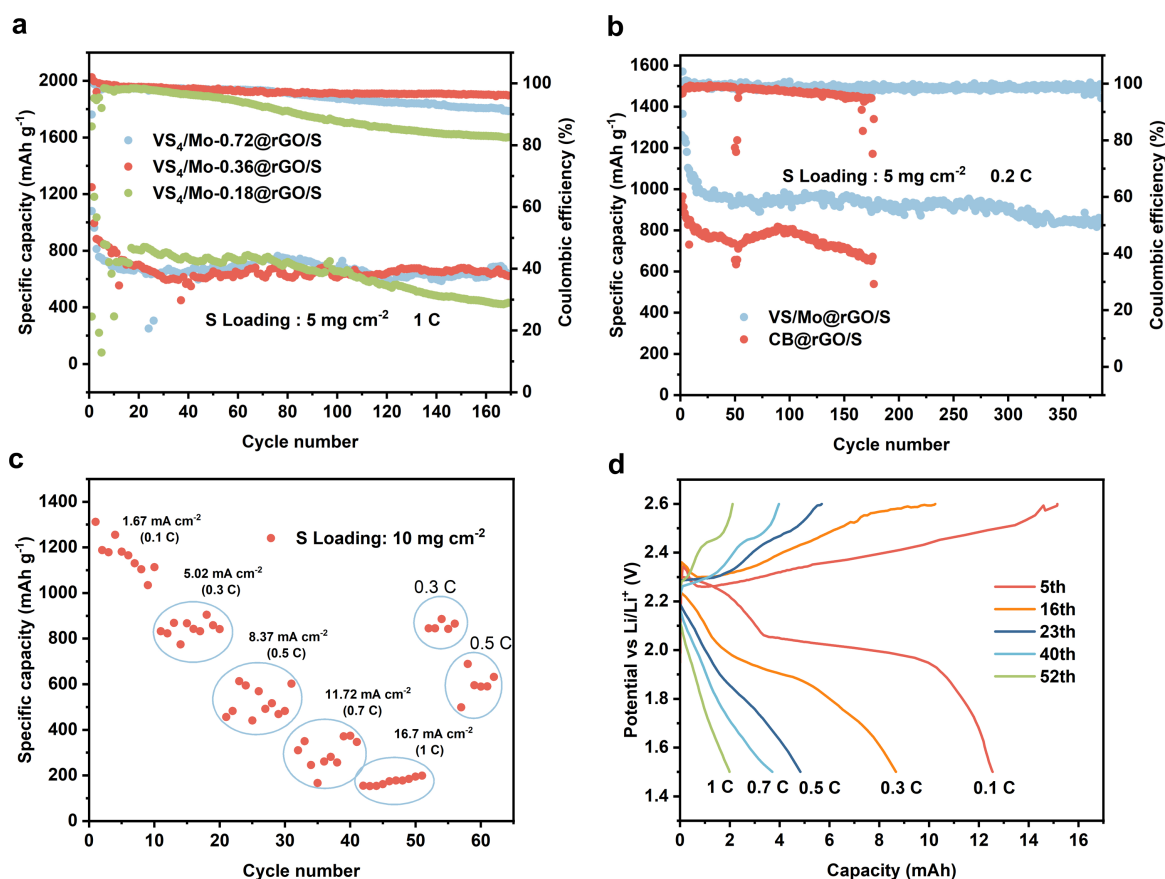 a
Specific capacity (mAh g⁻¹)
2000
1600
1200
800
400
0
VS₄/Mo-0.72@rGO/S
VS₄/Mo-0.36@rGO/S
VS₄/Mo-0.18@rGO/S
S Loading : 5 mg cm⁻² 1 C
100
80
60
40
20
0
Coulombic efficiency (%)
0 20 40 60 80 100 120 140 160
Cycle number
b
Specific capacity (mAh g⁻¹)
1600
1400
1200
1000
800
600
400
200
0
S Loading : 5 mg cm⁻² 0.2 C
VS/Mo@rGO/S
CB@rGO/S
100
80
60
40
20
0
Coulombic efficiency (%)
0 50 100 150 200 250 300 350
Cycle number
c
Specific capacity (mAh g⁻¹)
1400
1200
1000
800
600
400
200
0
1.67 mA cm⁻²
(0.1 C)
S Loading: 10 mg cm⁻²
5.02 mA cm⁻²
(0.3 C)
8.37 mA cm⁻²
(0.5 C)
11.72 mA cm⁻²
(0.7 C)
16.7 mA cm⁻²
(1 C)
0.3 C
0.5 C
0 10 20 30 40 50 60
Cycle number
d
Potential vs Li/Li⁺ (V)
2.6
2.4
2.2
2.0
1.8
1.6
1.4
5th
16th
23th
40th
52th
1 C 0.7 C 0.5 C 0.3 C 0.1 C
0 2 4 6 8 10 12 14 16
Capacity (mAh)